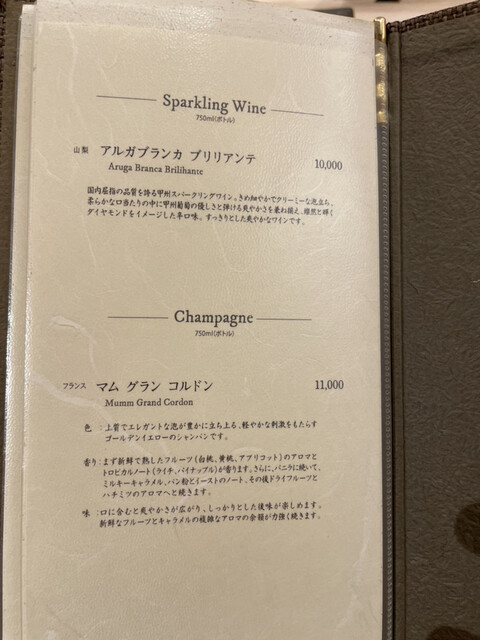 Sparkling Wine
750ml(ボトル)
山梨 アルガブランカ ブリリアンテ 10,000
Aruga Branca Brilihante
国内屈指の品質を誇る甲州スパークリングワイン。きめ細やかでクリーミーな泡立ち。
柔らかな口当たりの中に甲州葡萄の優しさと弾ける爽やかさを兼ね揃え、燦然と輝く
ダイヤモンドをイメージした辛口味。すっきりとした爽やかなワインです。
Champagne
750ml(ボトル)
フランス マム グラン コルドン 11,000
Mumm Grand Cordon
色 :上質でエレガントな泡が豊かに立ち上る、軽やかな刺激をもたらす
ゴールデンイエローのシャンパンです。
香り:まず新鮮で熟したフルーツ(白桃、黄桃、アプリコット)のアロマと
トロピカルノート(ライチ、パイナップル)が香ります。さらに、バニラに続いて、
ミルキーキャラメル、パン粉とイーストのノート、その後ドライフルーツと
ハチミツのアロマへと続きます。
味 :口に含むと爽やかさが広がり、しっかりとした後味が楽しめます。
新鮮なフルーツとキャラメルの複雑なアロマの余韻が力強く続きます。